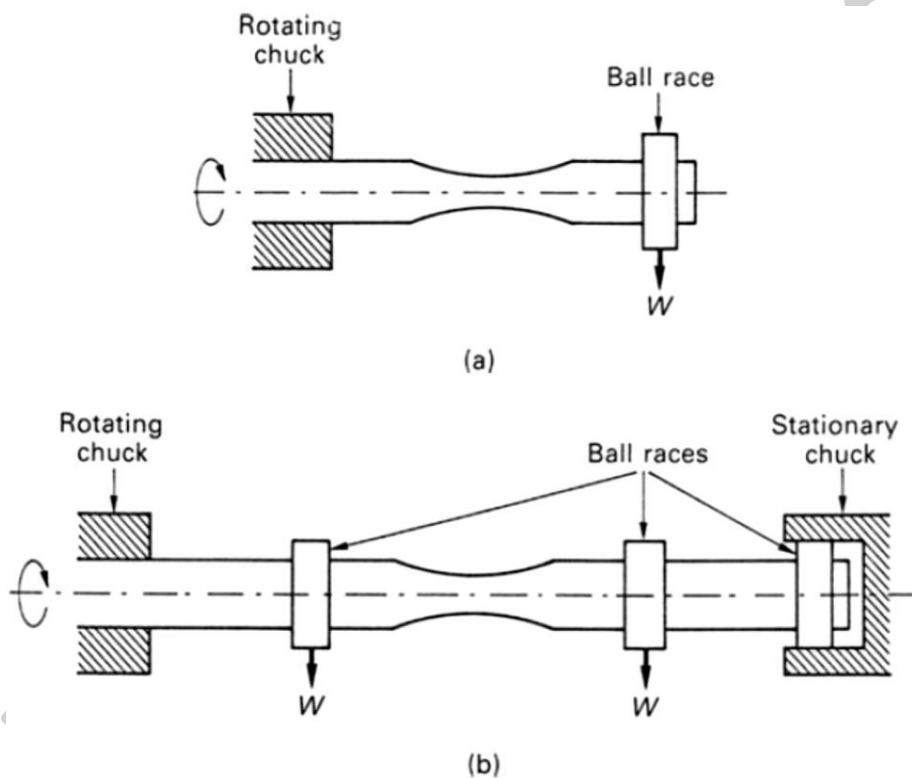 Rotating
chuck
Ball race
W
(a)
Rotating
chuck
Ball races
Stationary
chuck
W
W
(b)